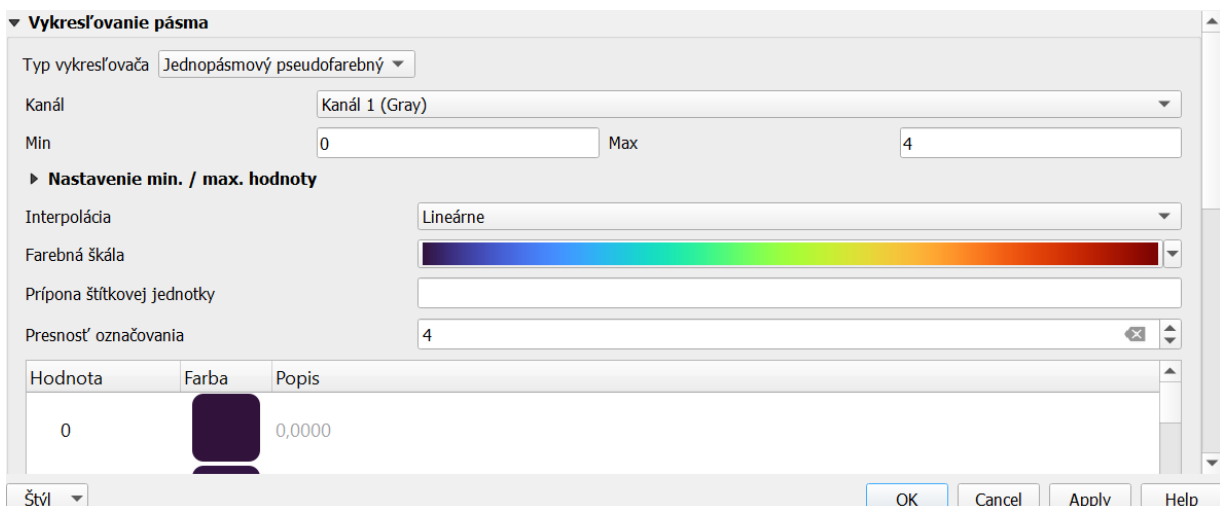 Vykresľovanie pásma
Typ vykresľovača Jednopásmový pseudofarebný
Kanál Kanál 1 (Gray)
Min 0 Max 4
Nastavenie min. / max. hodnoty
Interpolácia Lineárne
Farebná škála
Prípona štítkovej jednotky
Presnosť označovania 4
Hodnota Farba Popis
0 0,0000
Štýl OK Cancel Apply Help